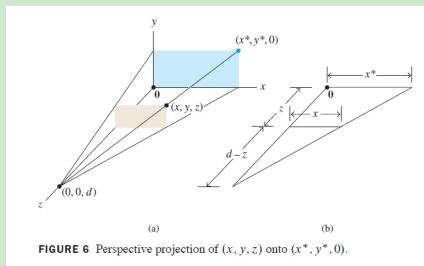 y
(x*, y*, 0)
x*
0
x
0
(x, y, z)
z
x
d – z
(0, 0, d)
z
(a)
(b)
FIGURE 6 Perspective projection of (x, y, z) onto (x*, y*, 0).